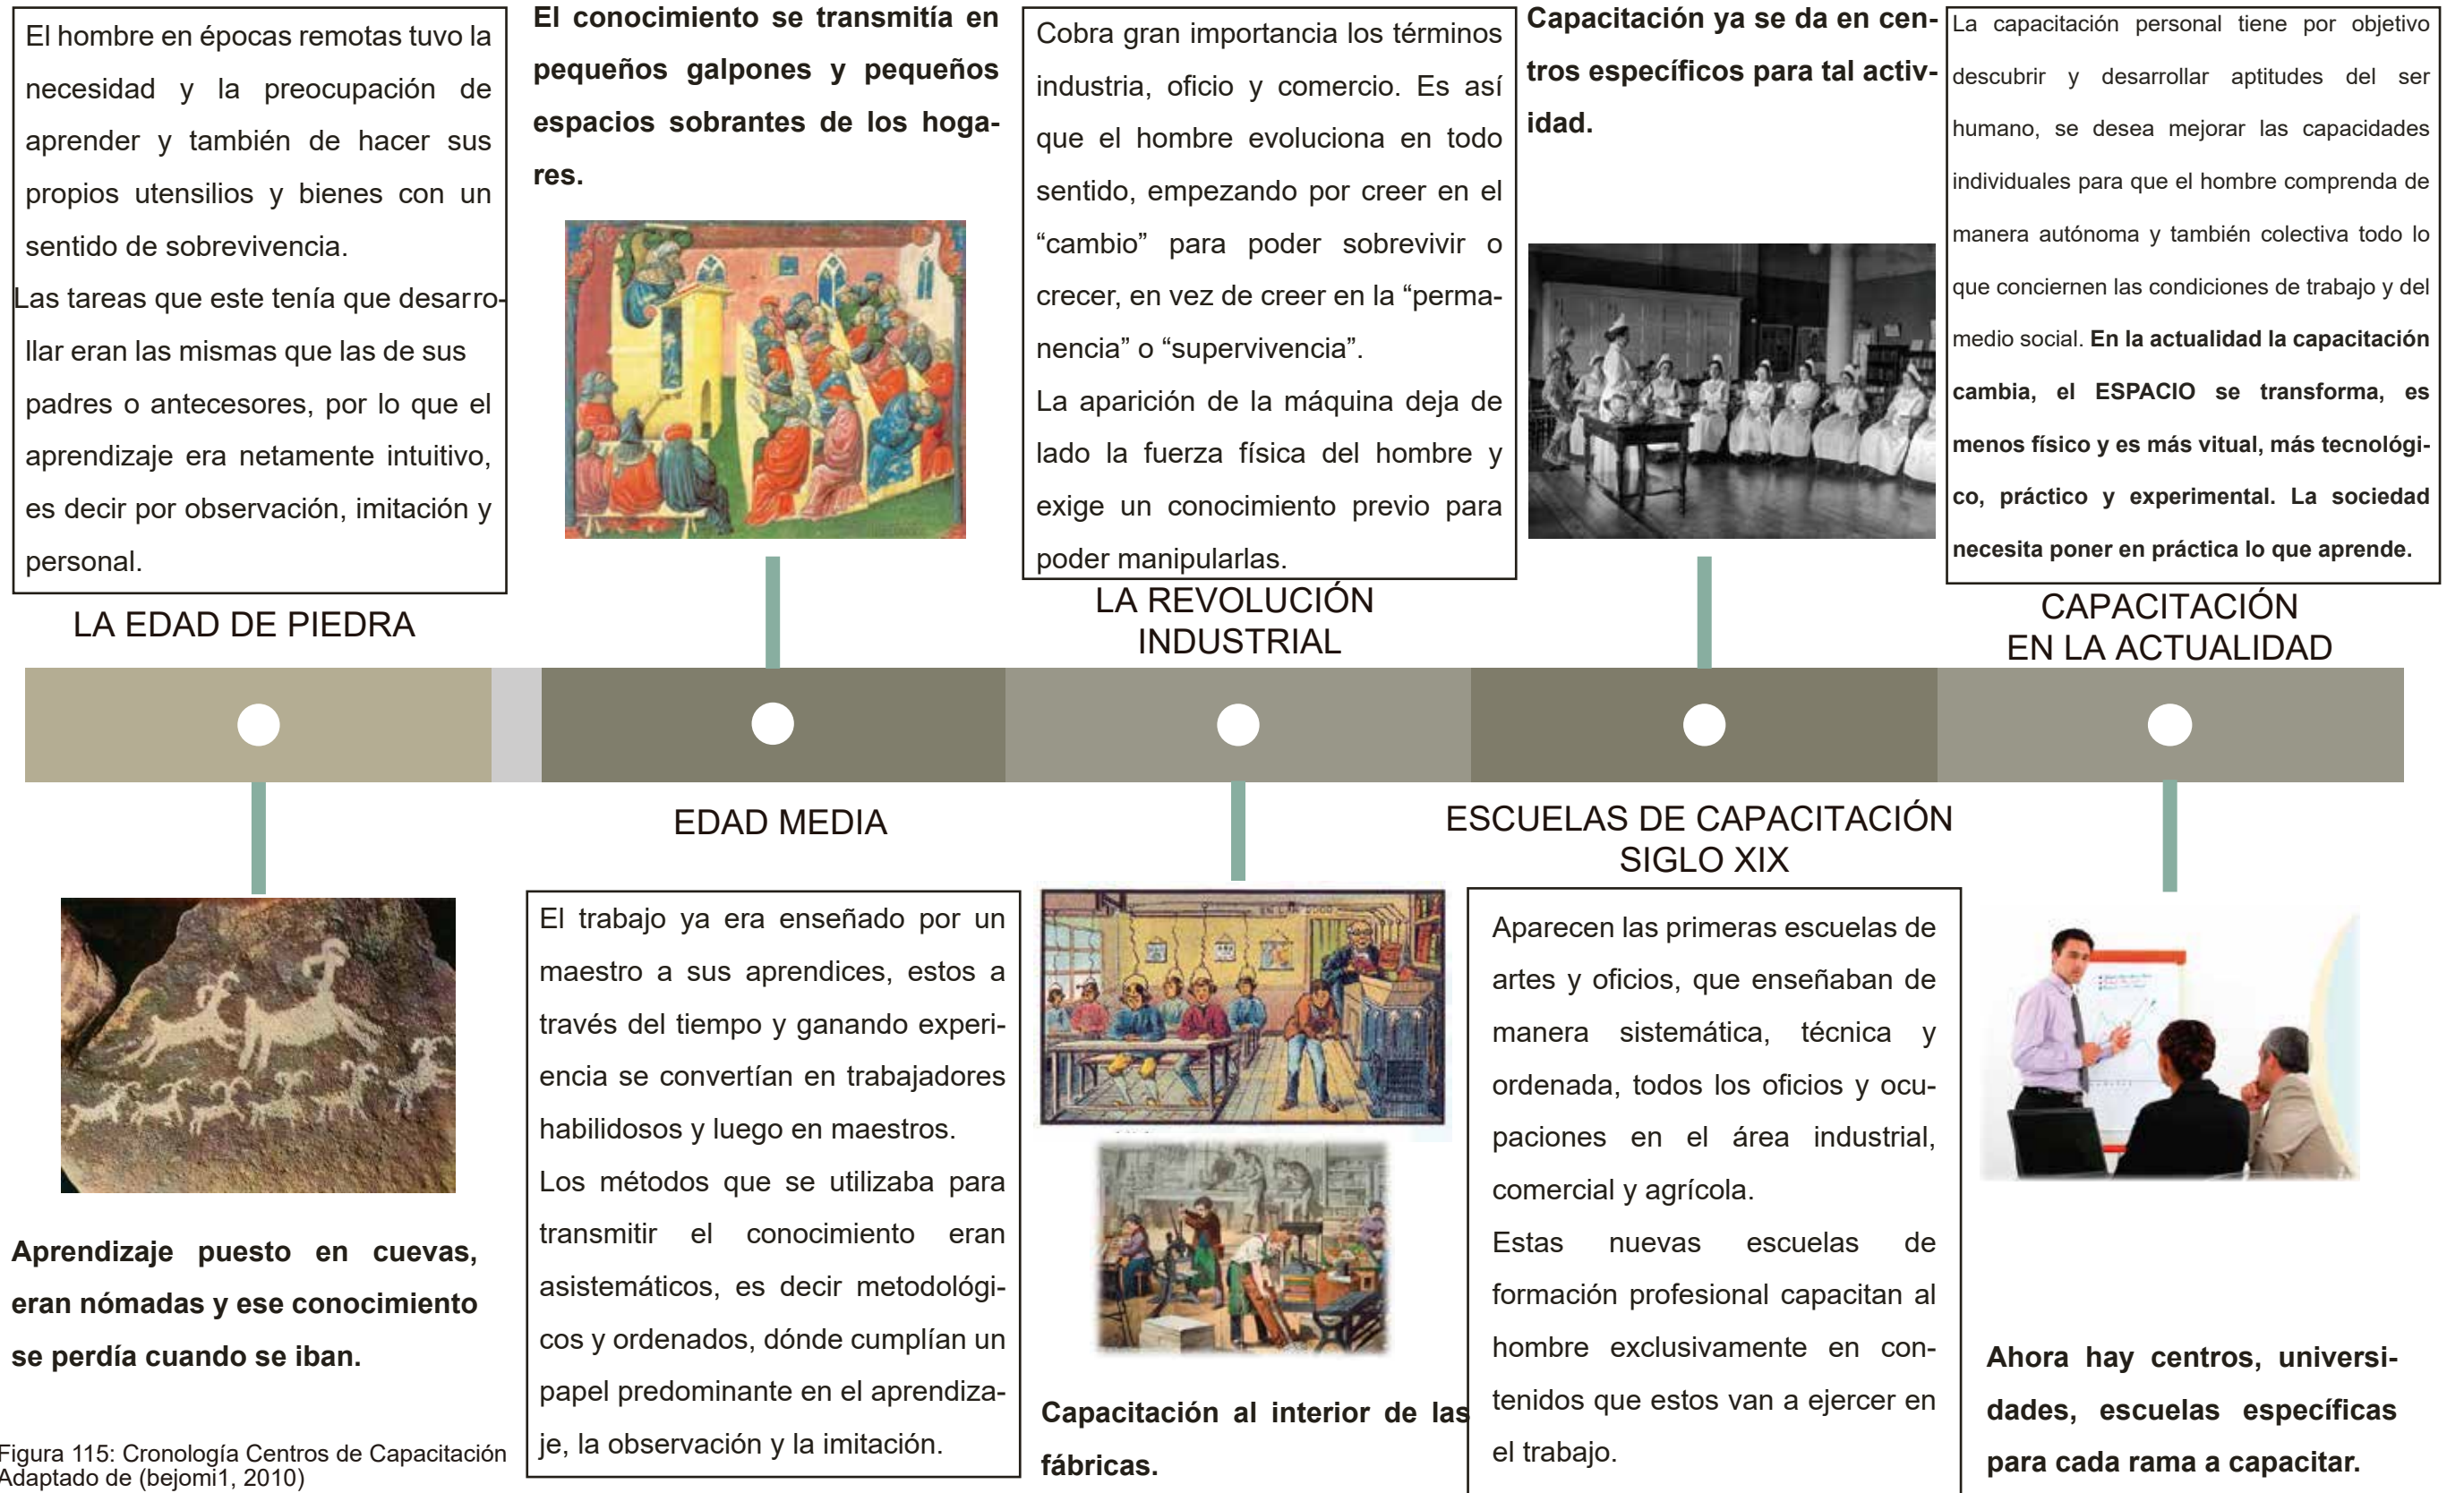 El hombre en épocas remotas tuvo la
necesidad y la preocupación de
aprender y también de hacer sus
propios utensilios y bienes con un
sentido de sobrevivencia.
Las tareas que este tenía que desarro-
llar eran las mismas que las de sus
padres o antecesores, por lo que el
aprendizaje era netamente intuitivo,
es decir por observación, imitación y
personal.
LA EDAD DE PIEDRA
Aprendizaje puesto en cuevas,
eran nómadas y ese conocimiento
se perdía cuando se iban.
El conocimiento se transmitía en
pequeños galpones y pequeños
espacios sobrantes de los hoga-
res.
EDAD MEDIA
El trabajo ya era enseñado por un
maestro a sus aprendices, estos a
través del tiempo y ganando experi-
encia se convertían en trabajadores
habilidosos y luego en maestros.
Los métodos que se utilizaba para
transmitir el conocimiento eran
asistemáticos, es decir metodológi-
cos y ordenados, dónde cumplían un
papel predominante en el aprendiza-
je, la observación y la imitación.
Cobra gran importancia los términos
industria, oficio y comercio. Es así
que el hombre evoluciona en todo
sentido, empezando por creer en el
“cambio” para poder sobrevivir o
crecer, en vez de creer en la “perma-
nencia” o “supervivencia”.
La aparición de la máquina deja de
lado la fuerza física del hombre y
exige un conocimiento previo para
poder manipularlas.
LA REVOLUCIÓN
INDUSTRIAL
Capacitación al interior de las
fábricas.
Capacitación ya se da en cen-
tros específicos para tal activ-
idad.
ESCUELAS DE CAPACITACIÓN
SIGLO XIX
Aparecen las primeras escuelas de
artes y oficios, que enseñaban de
manera sistemática, técnica y
ordenada, todos los oficios y ocu-
paciones en el área industrial,
comercial y agrícola.
Estas nuevas escuelas de
formación profesional capacitan al
hombre exclusivamente en con-
tenidos que estos van a ejercer en
el trabajo.
La capacitación personal tiene por objetivo
descubrir y desarrollar aptitudes del ser
humano, se desea mejorar las capacidades
individuales para que el hombre comprenda de
manera autónoma y también colectiva todo lo
que conciernen las condiciones de trabajo y del
medio social. En la actualidad la capacitación
cambia, el ESPACIO se transforma, es
menos físico y es más vitual, más tecnológi-
co, práctico y experimental. La sociedad
necesita poner en práctica lo que aprende.
CAPACITACIÓN
EN LA ACTUALIDAD
Ahora hay centros, universi-
dades, escuelas específicas
para cada rama a capacitar.
Figura 115: Cronología Centros de Capacitación
Adaptado de (bejomi1, 2010)